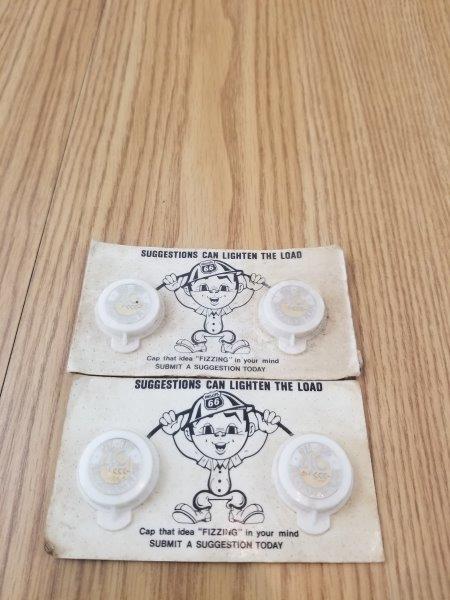 SUGGESTIONS CAN LIGHTEN THE LOAD
66
Cap that idea "FIZZING" in your mind
SUBMIT A SUGGESTION TODAY
SUGGESTIONS CAN LIGHTEN THE LOAD
66
Cap that idea "FIZZING" in your mind
SUBMIT A SUGGESTION TODAY